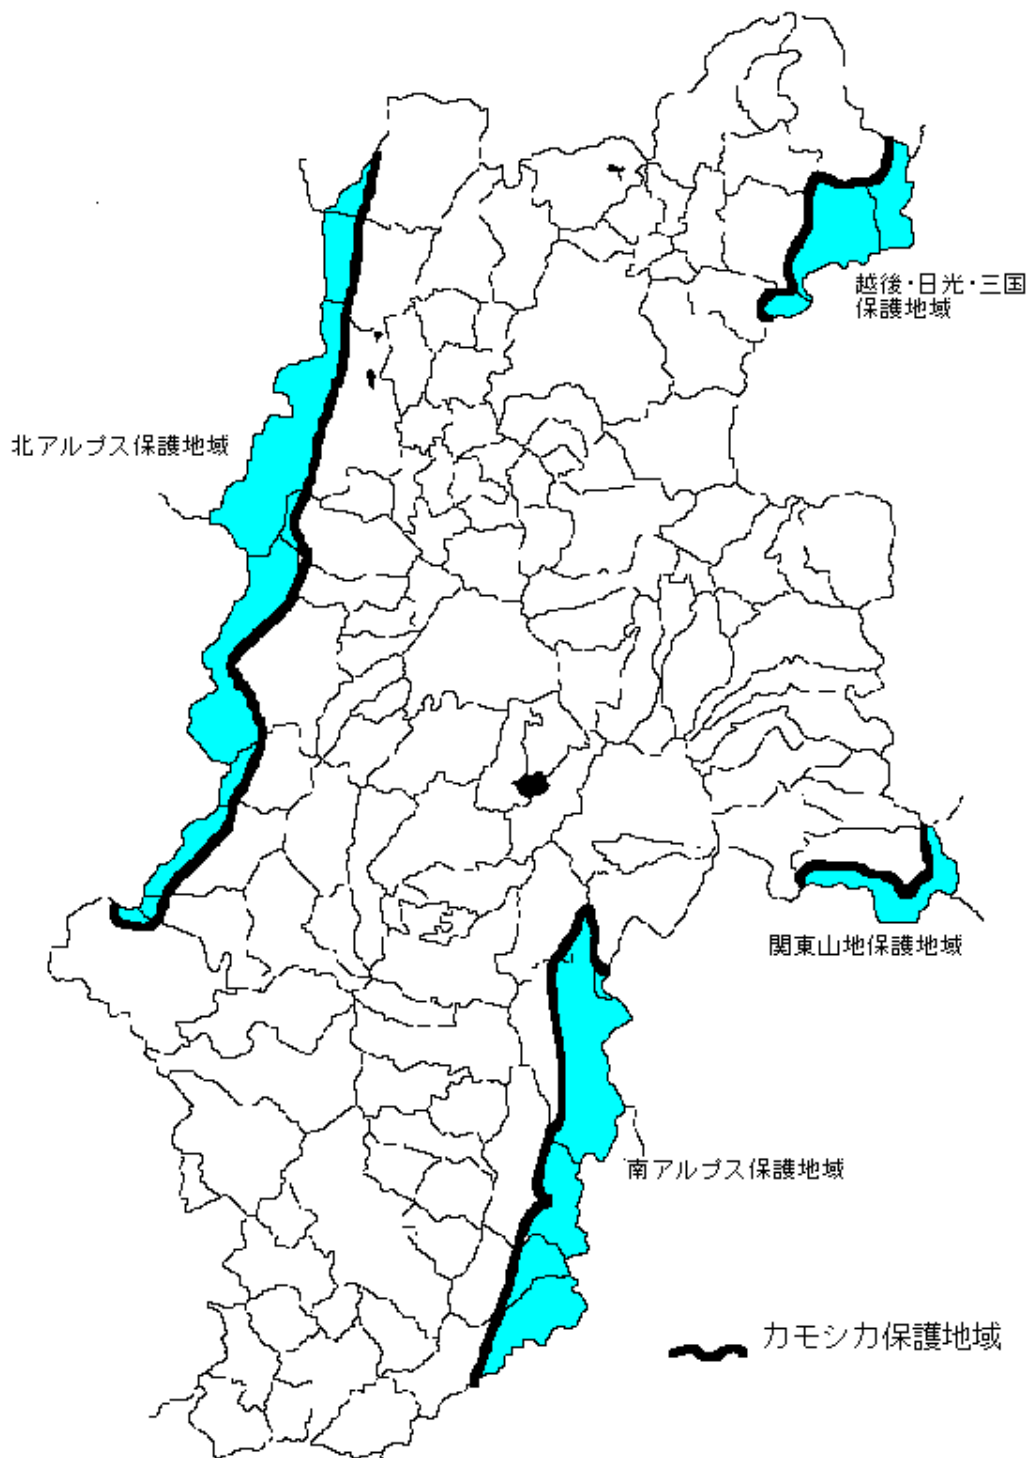 越後・日光・三国
保護地域
北アルプス保護地域
関東山地保護地域
南アルプス保護地域
カモシカ保護地域